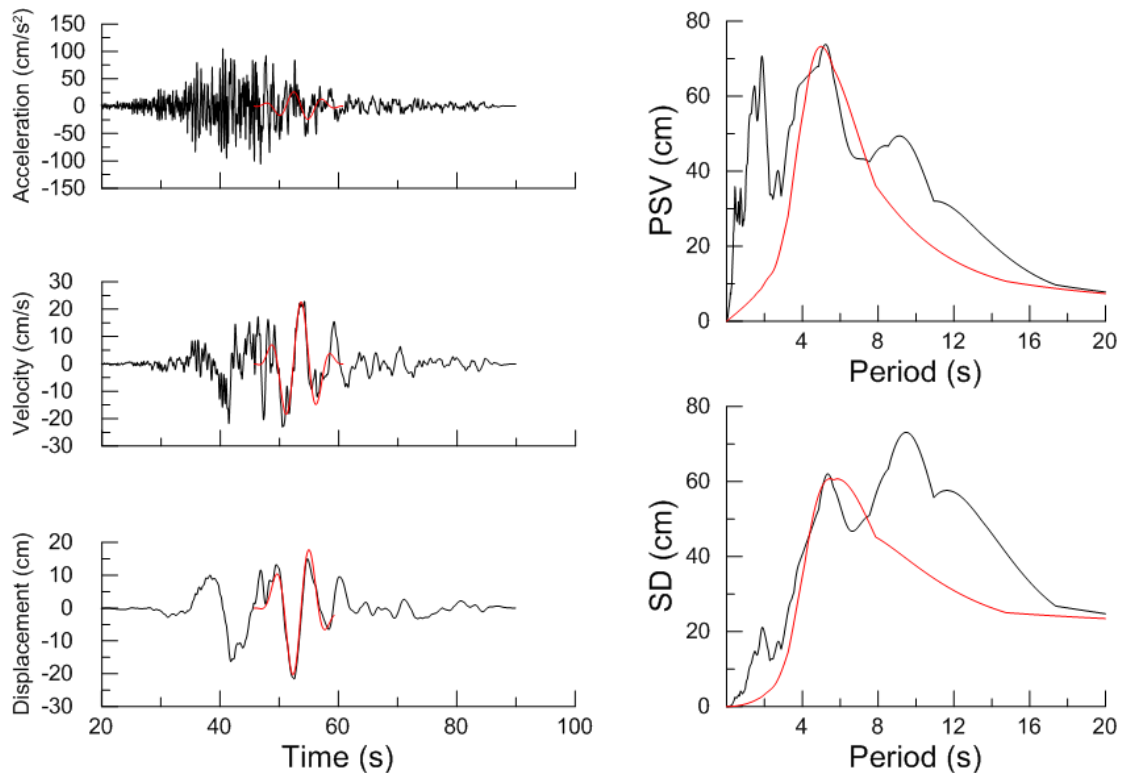 Acceleration (cm/s²)
150
100
50
0
-50
-100
-150
Velocity (cm/s)
30
20
10
0
-10
-20
-30
Displacement (cm)
20
10
0
-10
-20
-30
20 40 60 80 100
Time (s)
PSV (cm)
80
60
40
20
0
0 4 8 12 16 20
Period (s)
SD (cm)
80
60
40
20
0
0 4 8 12 16 20
Period (s)